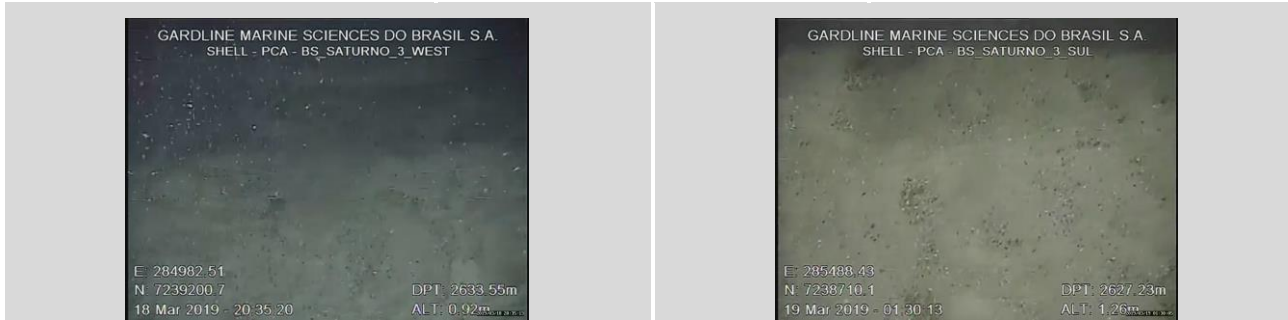 GARDLINE MARINE SCIENCES DO BRASIL S.A.
SHELL - PCA - BS_SATURNO_3_WEST
E: 284982.51
N: 7239200.7
DPT: 2633.55m
18 Mar 2019 - 20:35:20
ALT: 0.92m
GARDLINE MARINE SCIENCES DO BRASIL S.A.
SHELL - PCA - BS_SATURNO_3_SUL
E: 285488.43
N: 7238710.1
DPT: 2627.23m
19 Mar 2019 - 01:30:13
ALT: 1.26m